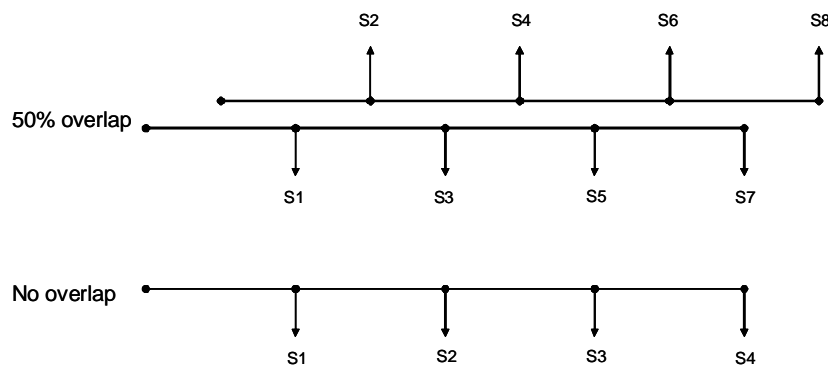 S2 S4 S6 S8
50% overlap
S1 S3 S5 S7
No overlap
S1 S2 S3 S4